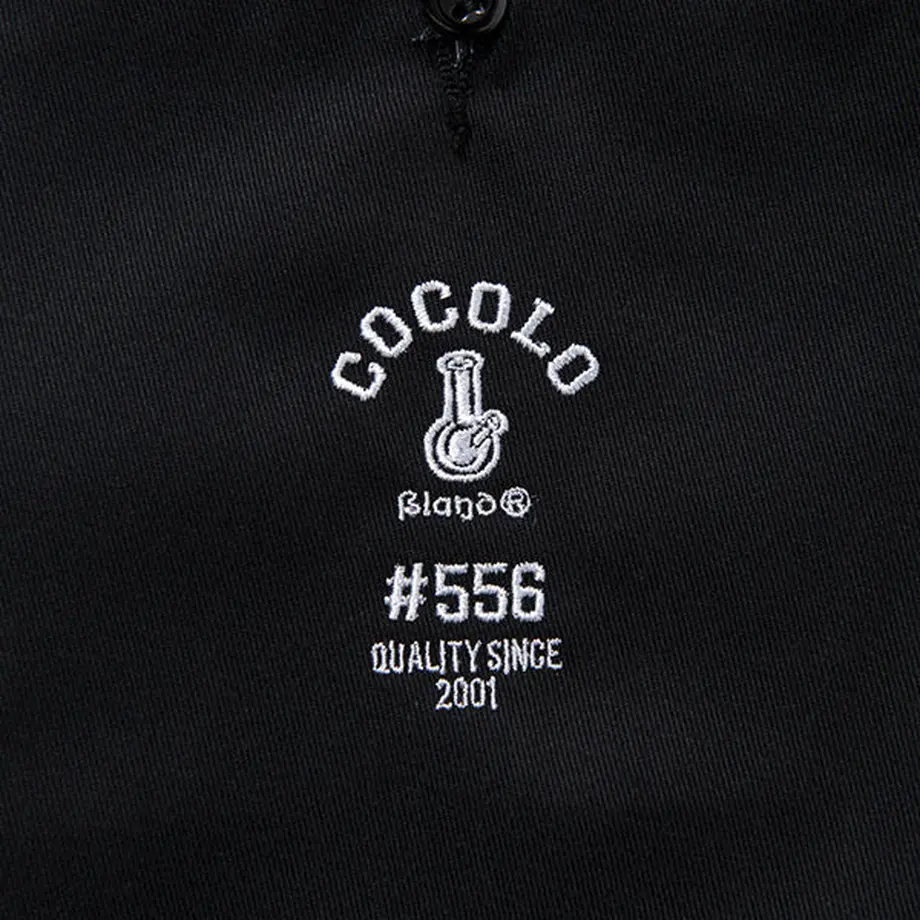 COCOLO
Bland®
#556
QUALITY SINCE
2001